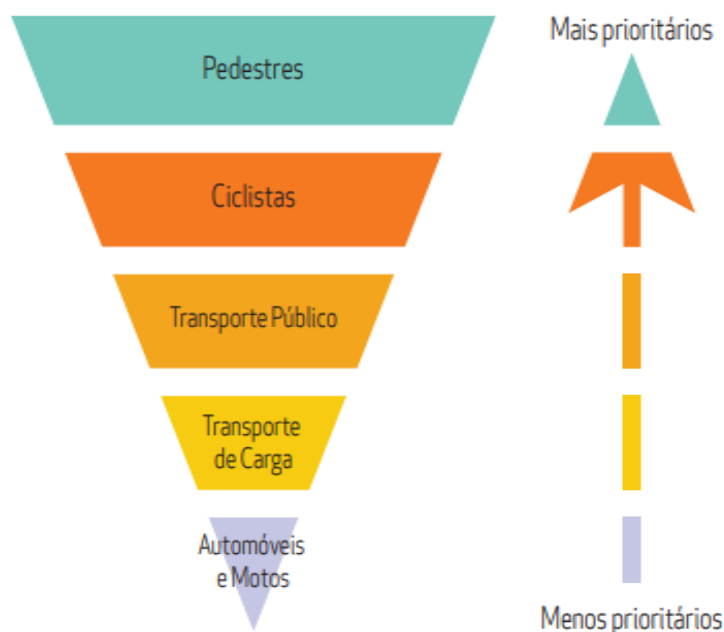 Mais prioritários
Pedestres
Ciclistas
Transporte Público
Transporte
de Carga
Automóveis
e Motos
Menos prioritários